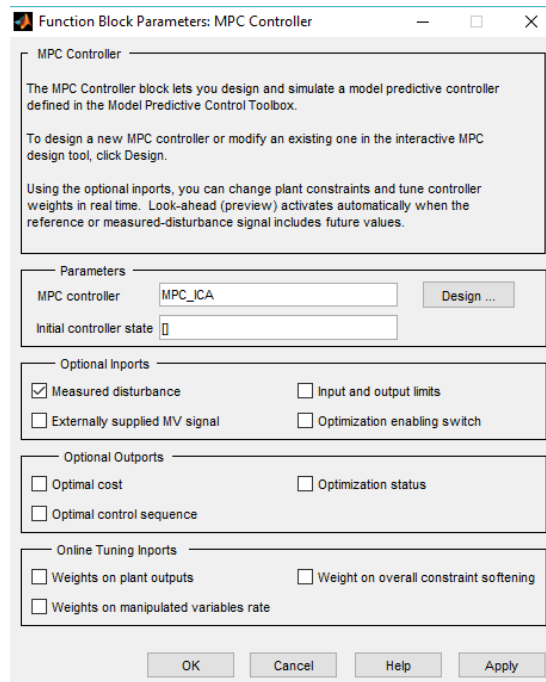 Function Block Parameters: MPC Controller
MPC Controller
The MPC Controller block lets you design and simulate a model predictive controller
defined in the Model Predictive Control Toolbox.
To design a new MPC controller or modify an existing one in the interactive MPC
design tool, click Design.
Using the optional inports, you can change plant constraints and tune controller
weights in real time. Look-ahead (preview) activates automatically when the
reference or measured-disturbance signal includes future values.
Parameters
MPC controller MPC_ICA Design ...
Initial controller state []
Optional Inports
Measured disturbance Input and output limits
Externally supplied MV signal Optimization enabling switch
Optional Outports
Optimal cost Optimization status
Optimal control sequence
Online Tuning Inports
Weights on plant outputs Weight on overall constraint softening
Weights on manipulated variables rate
OK Cancel Help Apply